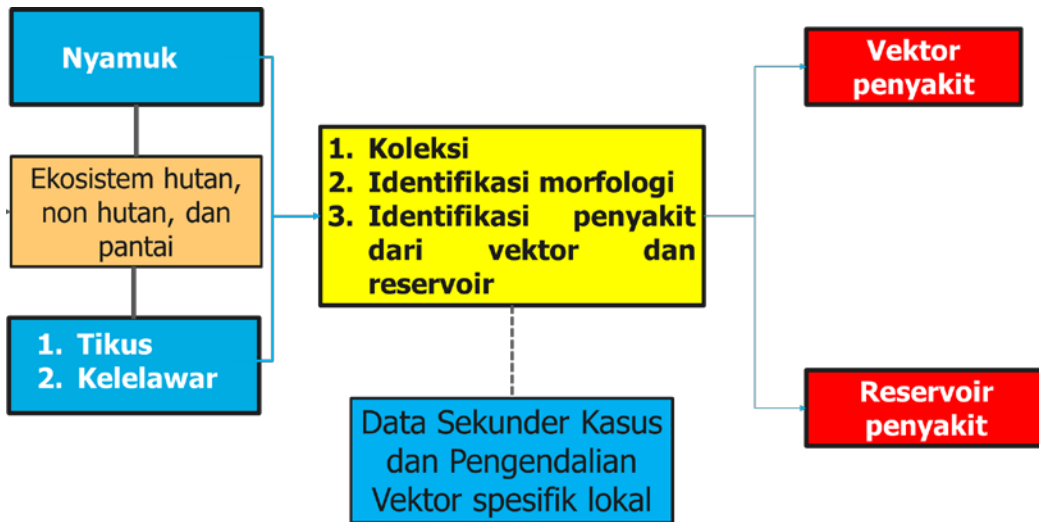 Nyamuk
Ekosistem hutan,
non hutan, dan
pantai
1. Tikus
2. Kelelawar
1. Koleksi
2. Identifikasi morfologi
3. Identifikasi penyakit
dari vektor dan
reservoir
Data Sekunder Kasus
dan Pengendalian
Vektor spesifik lokal
Vektor
penyakit
Reservoir
penyakit